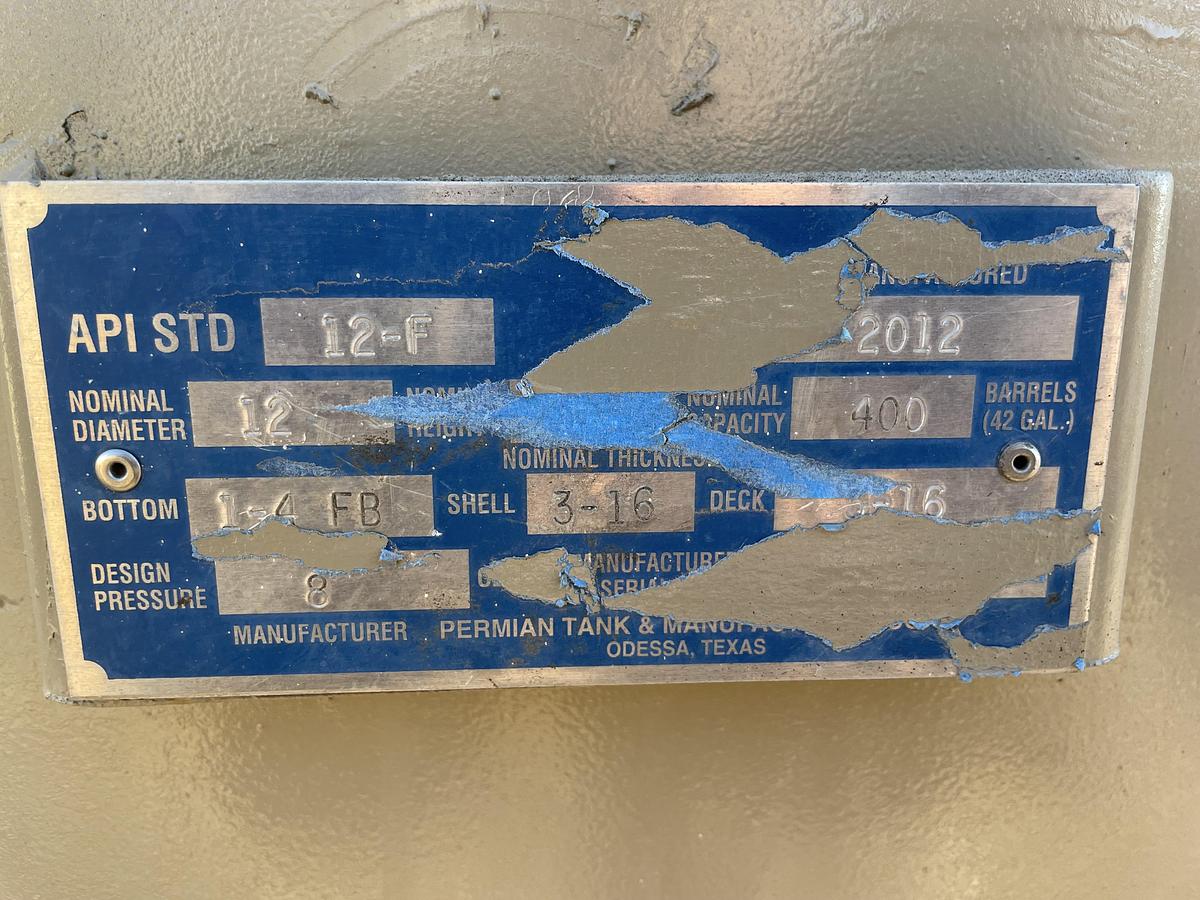 API STD 12-F 2012
NOMINAL DIAMETER 12 NOMINAL CAPACITY 400 BARRELS (42 GAL.)
NOMINAL
BOTTOM 1-4 FB SHELL 3-16 DECK
DESIGN PRESSURE 8
MANUFACTURER PERMIAN TANK &
ODESSA, TEXAS